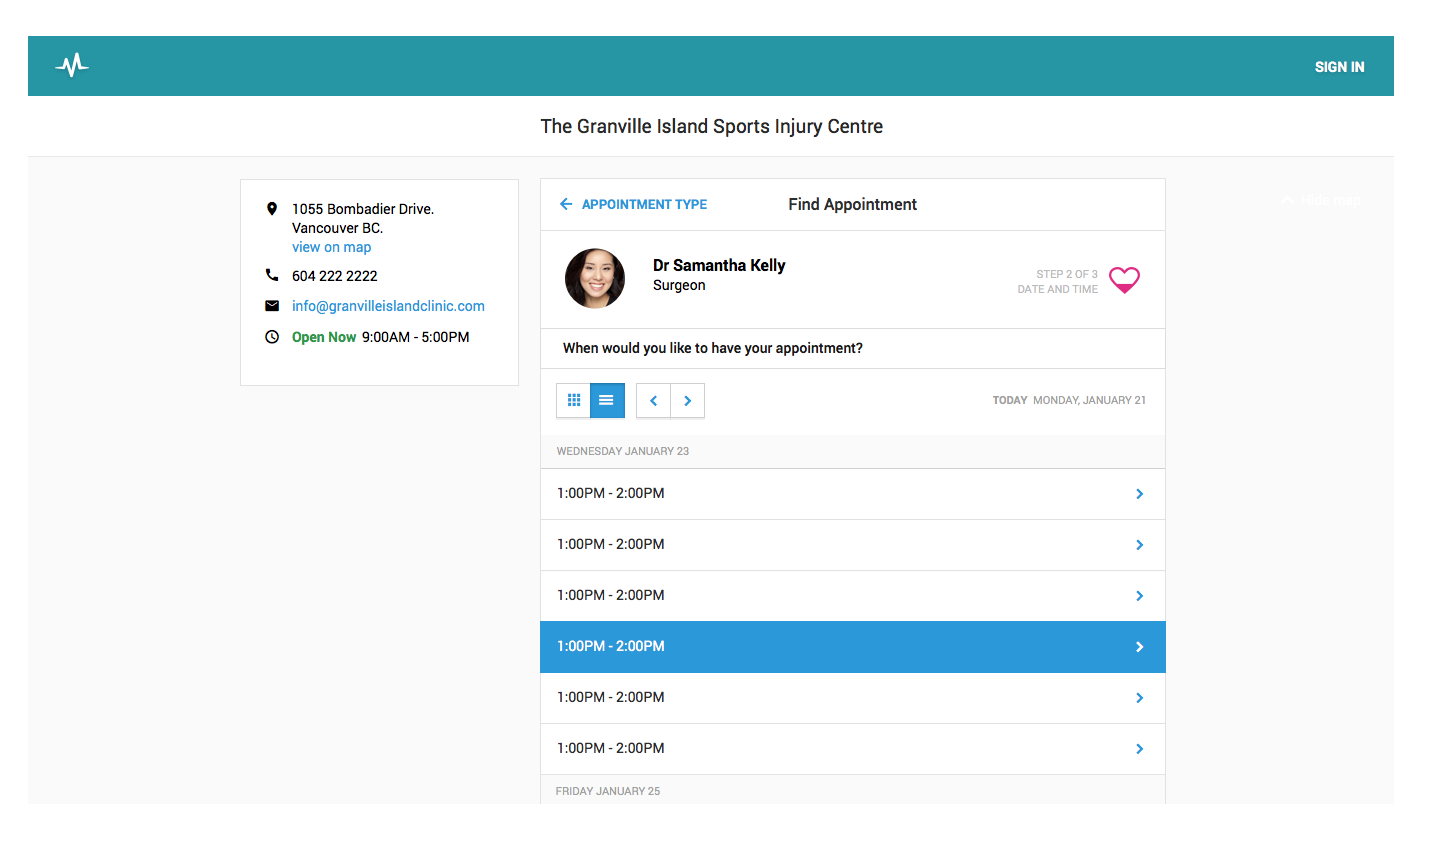 SIGN IN
The Granville Island Sports Injury Centre
1055 Bombadier Drive.
Vancouver BC.
view on map
604 222 2222
info@granvilleislandclinic.com
Open Now 9:00AM - 5:00PM
Hide map
APPOINTMENT TYPE
Find Appointment
Dr Samantha Kelly
Surgeon
STEP 2 OF 3
DATE AND TIME
When would you like to have your appointment?
TODAY MONDAY, JANUARY 21
WEDNESDAY JANUARY 23
1:00PM - 2:00PM
1:00PM - 2:00PM
1:00PM - 2:00PM
1:00PM - 2:00PM
1:00PM - 2:00PM
1:00PM - 2:00PM
FRIDAY JANUARY 25